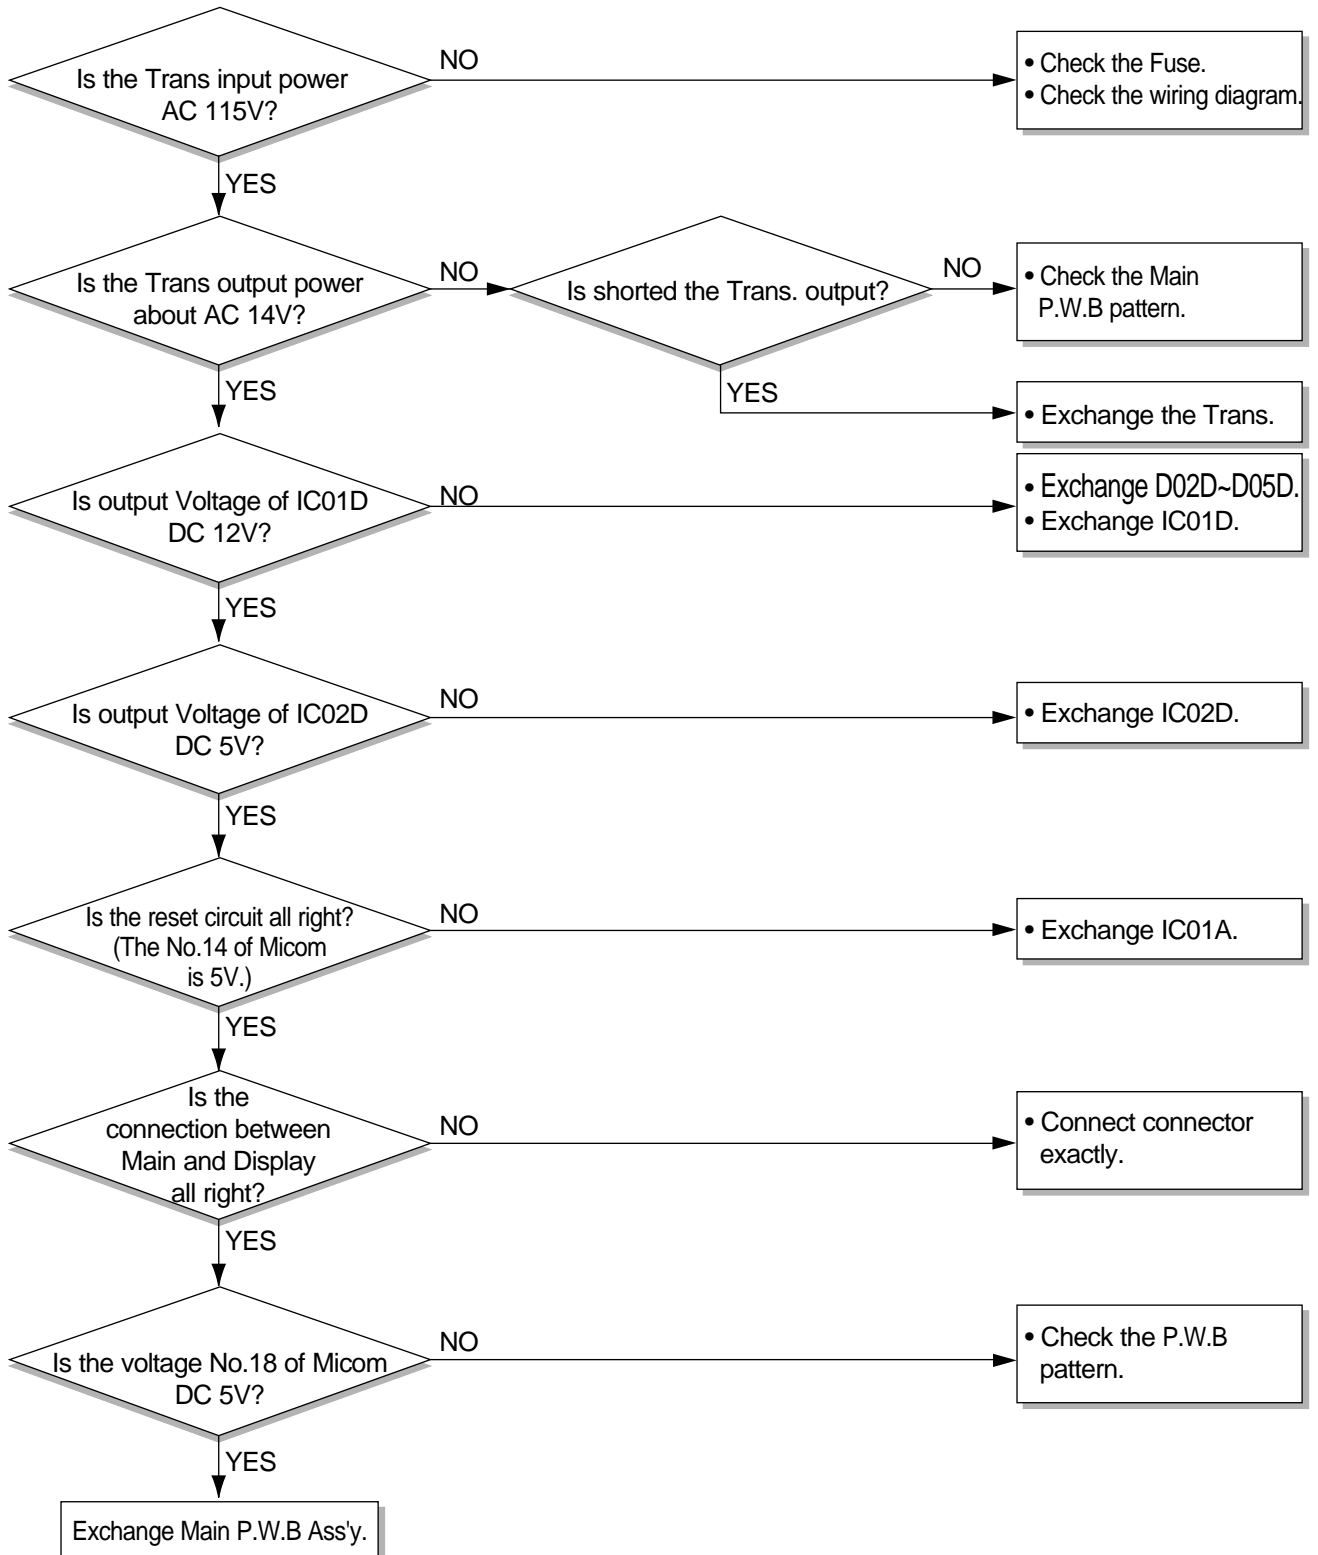 Is the Trans input power
AC 115V?
NO
• Check the Fuse.
• Check the wiring diagram.
YES
Is the Trans output power
about AC 14V?
NO
Is shorted the Trans. output?
NO
• Check the Main
P.W.B pattern.
YES
YES
• Exchange the Trans.
Is output Voltage of IC01D
DC 12V?
NO
• Exchange D02D~D05D.
• Exchange IC01D.
YES
Is output Voltage of IC02D
DC 5V?
NO
• Exchange IC02D.
YES
Is the reset circuit all right?
(The No.14 of Micom
is 5V.)
NO
• Exchange IC01A.
YES
Is the
connection between
Main and Display
all right?
NO
• Connect connector
exactly.
YES
Is the voltage No.18 of Micom
DC 5V?
NO
• Check the P.W.B
pattern.
YES
Exchange Main P.W.B Ass'y.